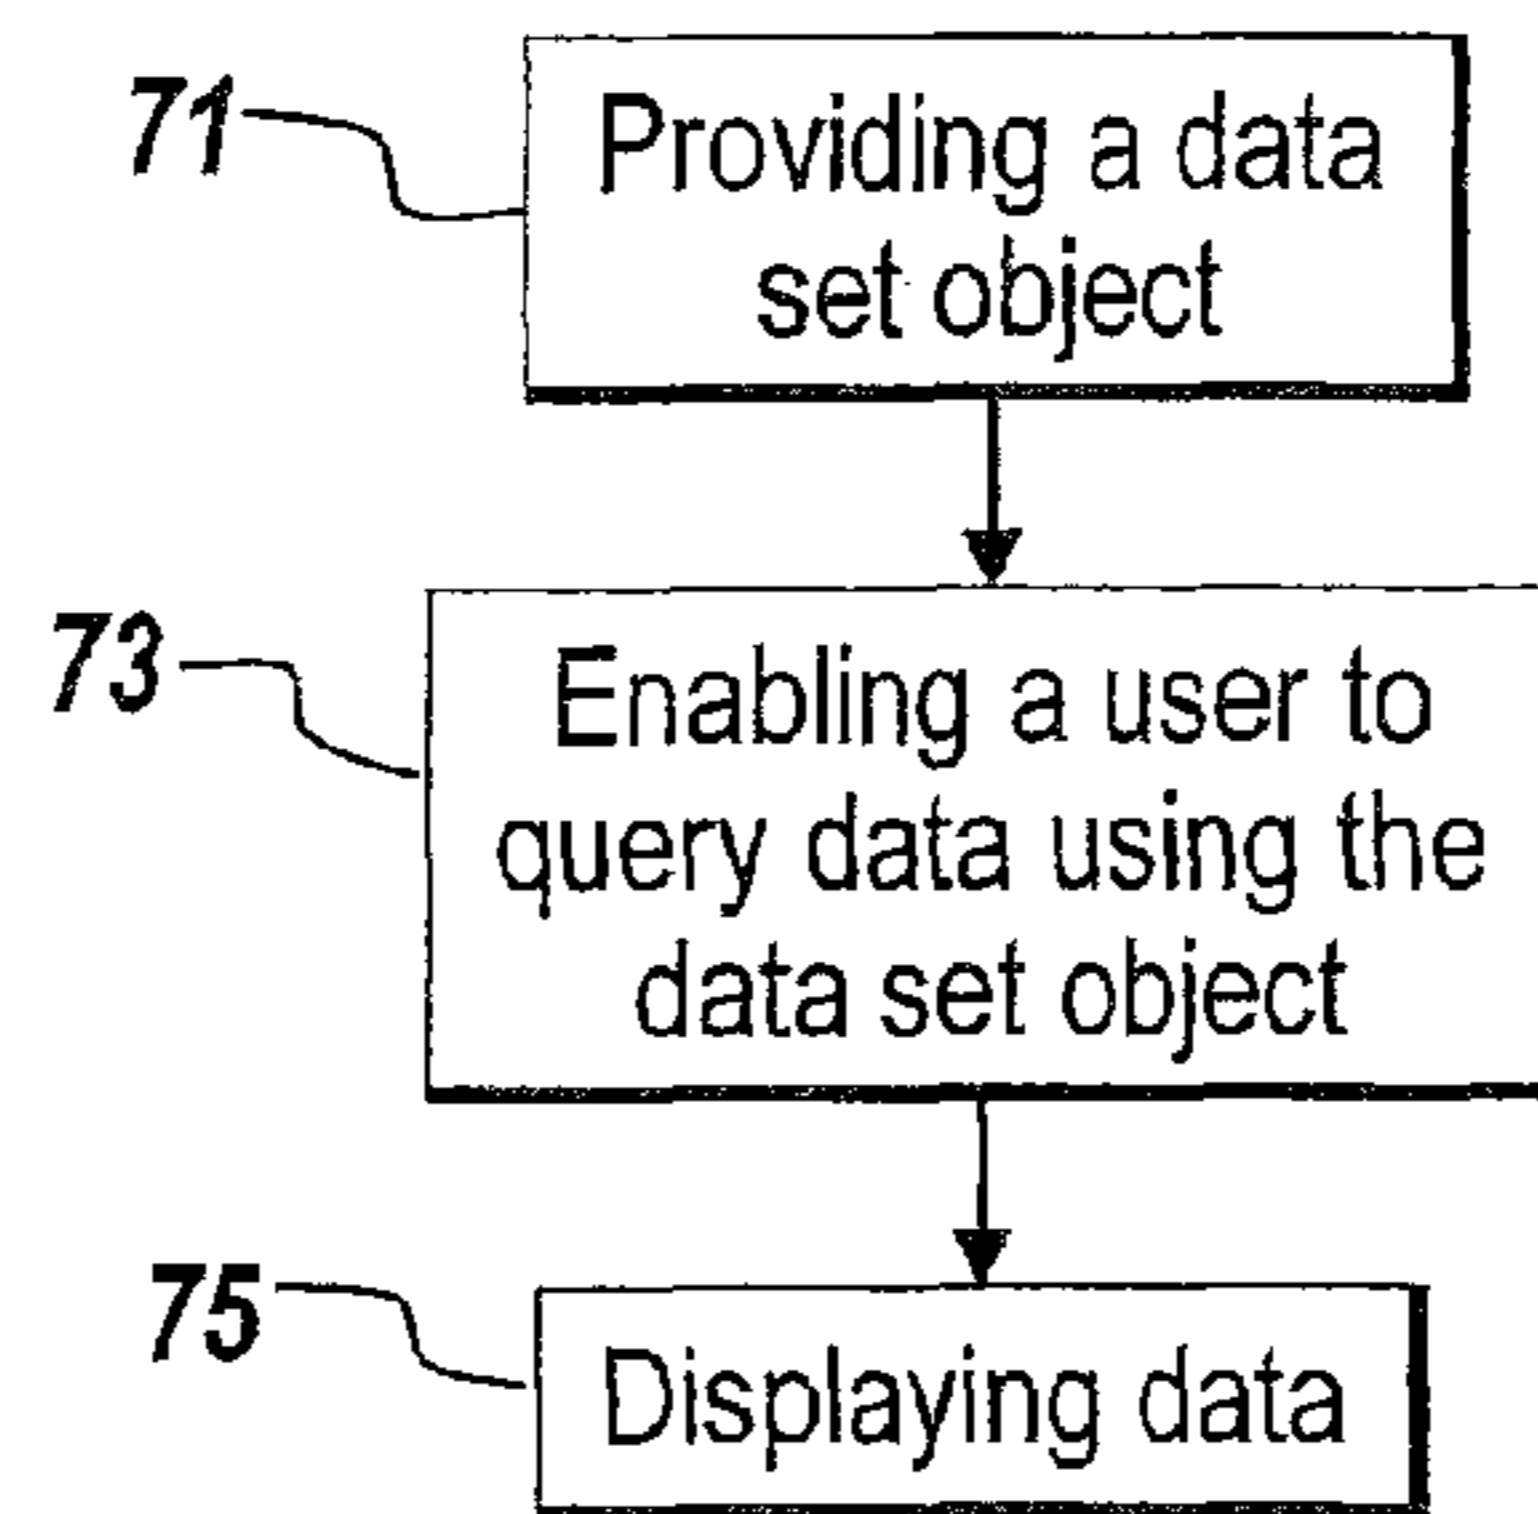 71
Providing a data
set object
73
Enabling a user to
query data using the
data set object
75
Displaying data